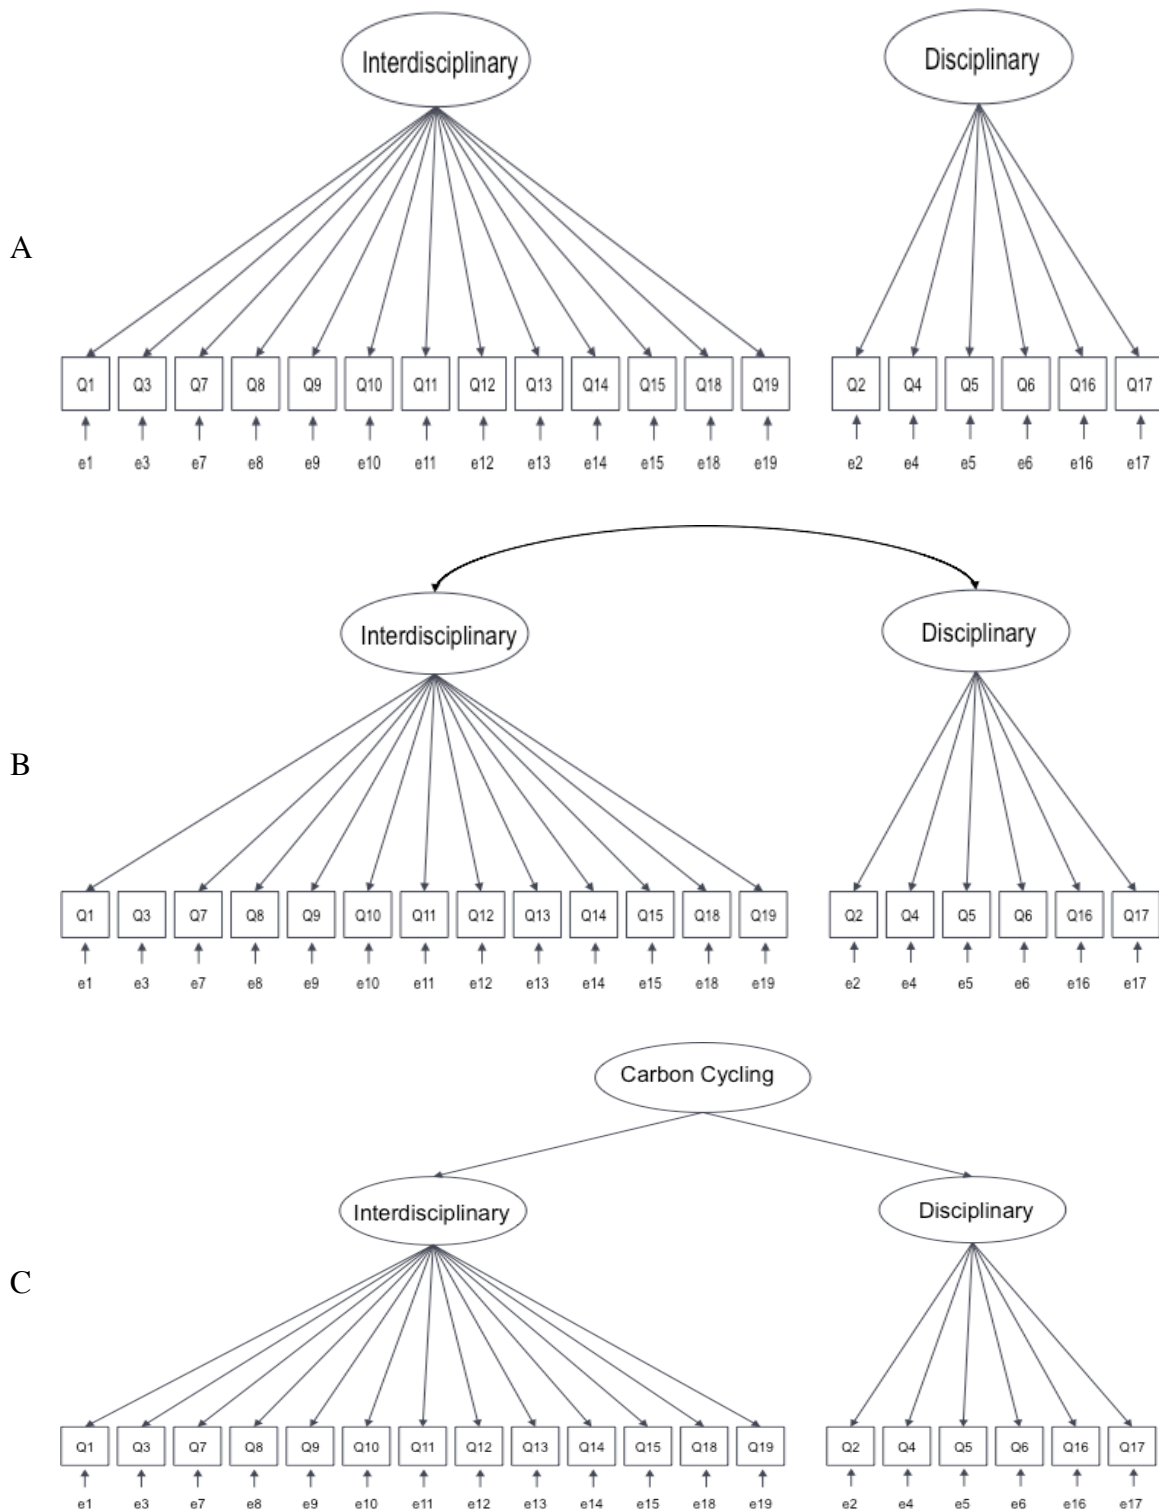 Interdisciplinary Disciplinary
A
Q1 Q3 Q7 Q8 Q9 Q10 Q11 Q12 Q13 Q14 Q15 Q18 Q19 Q2 Q4 Q5 Q6 Q16 Q17
e1 e3 e7 e8 e9 e10 e11 e12 e13 e14 e15 e18 e19 e2 e4 e5 e6 e16 e17
Interdisciplinary Disciplinary
B
Q1 Q3 Q7 Q8 Q9 Q10 Q11 Q12 Q13 Q14 Q15 Q18 Q19 Q2 Q4 Q5 Q6 Q16 Q17
e1 e3 e7 e8 e9 e10 e11 e12 e13 e14 e15 e18 e19 e2 e4 e5 e6 e16 e17
Carbon Cycling
Interdisciplinary Disciplinary
C
Q1 Q3 Q7 Q8 Q9 Q10 Q11 Q12 Q13 Q14 Q15 Q18 Q19 Q2 Q4 Q5 Q6 Q16 Q17
e1 e3 e7 e8 e9 e10 e11 e12 e13 e14 e15 e18 e19 e2 e4 e5 e6 e16 e17